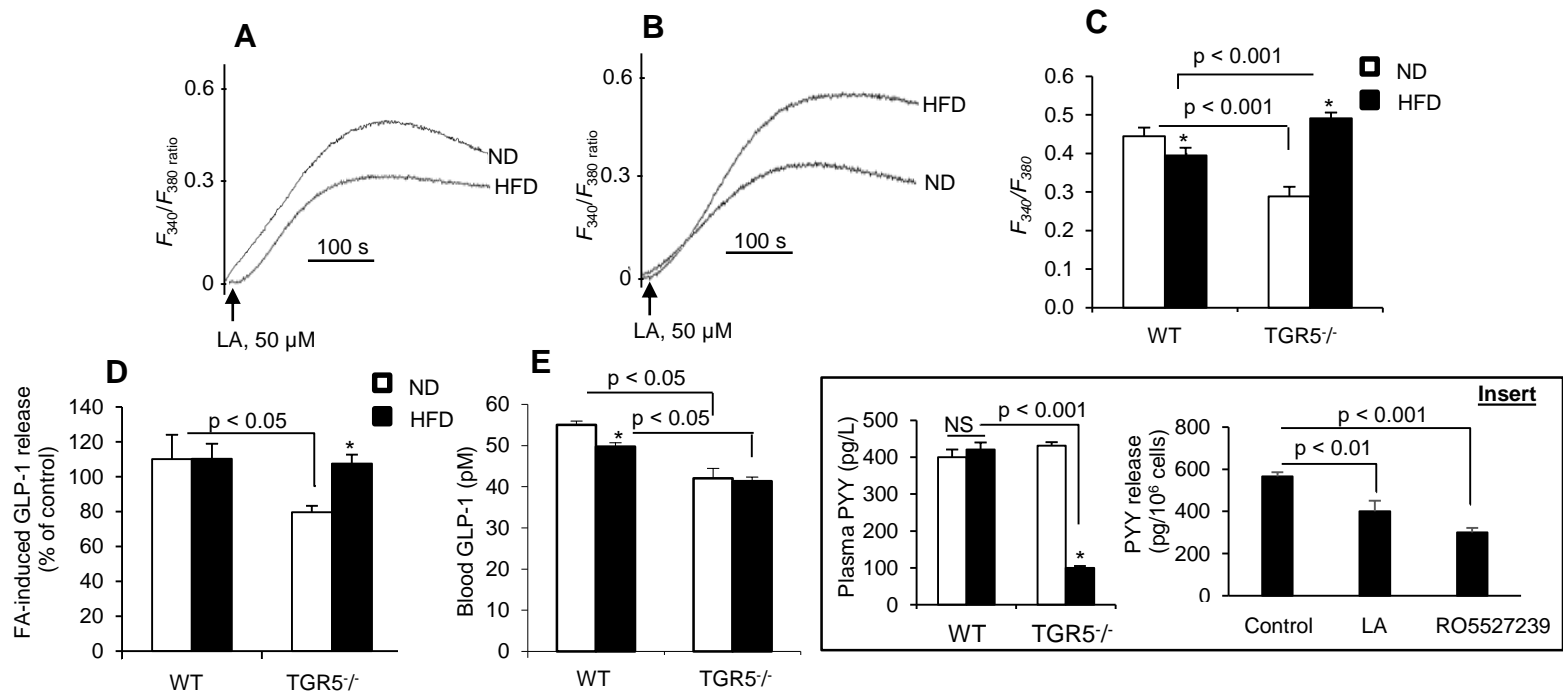 A
0.6
0.3
0
F340/F380 ratio
ND
HFD
100 s
LA, 50 µM
B
0.6
0.3
0
F340/F380 ratio
HFD
ND
100 s
LA, 50 µM
C
p < 0.001
p < 0.001
ND
HFD
0.6
0.5
0.4
0.3
0.2
0.1
0.0
F340/F380
*
*
WT
TGR5-/-
D
ND
HFD
p < 0.05
140
120
100
80
60
40
20
0
FA-induced GLP-1 release
(% of control)
*
WT
TGR5-/-
E
p < 0.05
p < 0.05
60
50
40
30
20
10
0
Blood GLP-1 (pM)
*
WT
TGR5-/-
Insert
NS
p < 0.001
500
400
300
200
100
0
Plasma PYY (pg/L)
*
WT
TGR5-/-
p < 0.001
p < 0.01
800
600
400
200
0
PYY release
(pg/10⁶ cells)
Control
LA
RO5527239